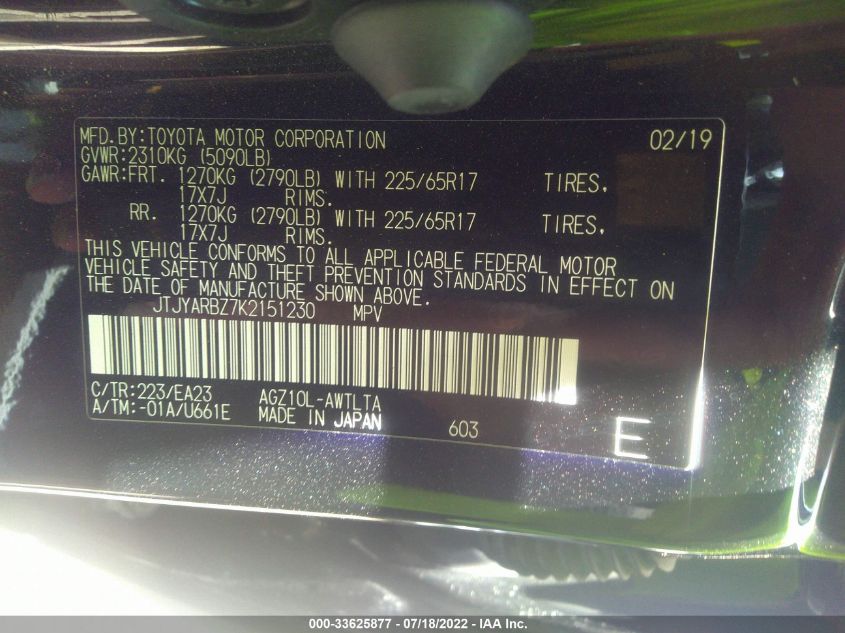 MFD.BY:TOYOTA MOTOR CORPORATION 02/19
GVWR:2310KG (5090LB)
GAWR:FRT. 1270KG (2790LB) WITH 225/65R17 TIRES,
17X7J RIMS.
RR. 1270KG (2790LB) WITH 225/65R17 TIRES,
17X7J RIMS.
THIS VEHICLE CONFORMS TO ALL APPLICABLE FEDERAL MOTOR
VEHICLE SAFETY AND THEFT PREVENTION STANDARDS IN EFFECT ON
THE DATE OF MANUFACTURE SHOWN ABOVE.
JTJYARBZ7K2151230 MPV
C/TR:223/EA23 AGZ10L-AWTLTA
A/TM:-01A/U661E MADE IN JAPAN
603 E
000-33625877 - 07/18/2022 - IAA Inc.